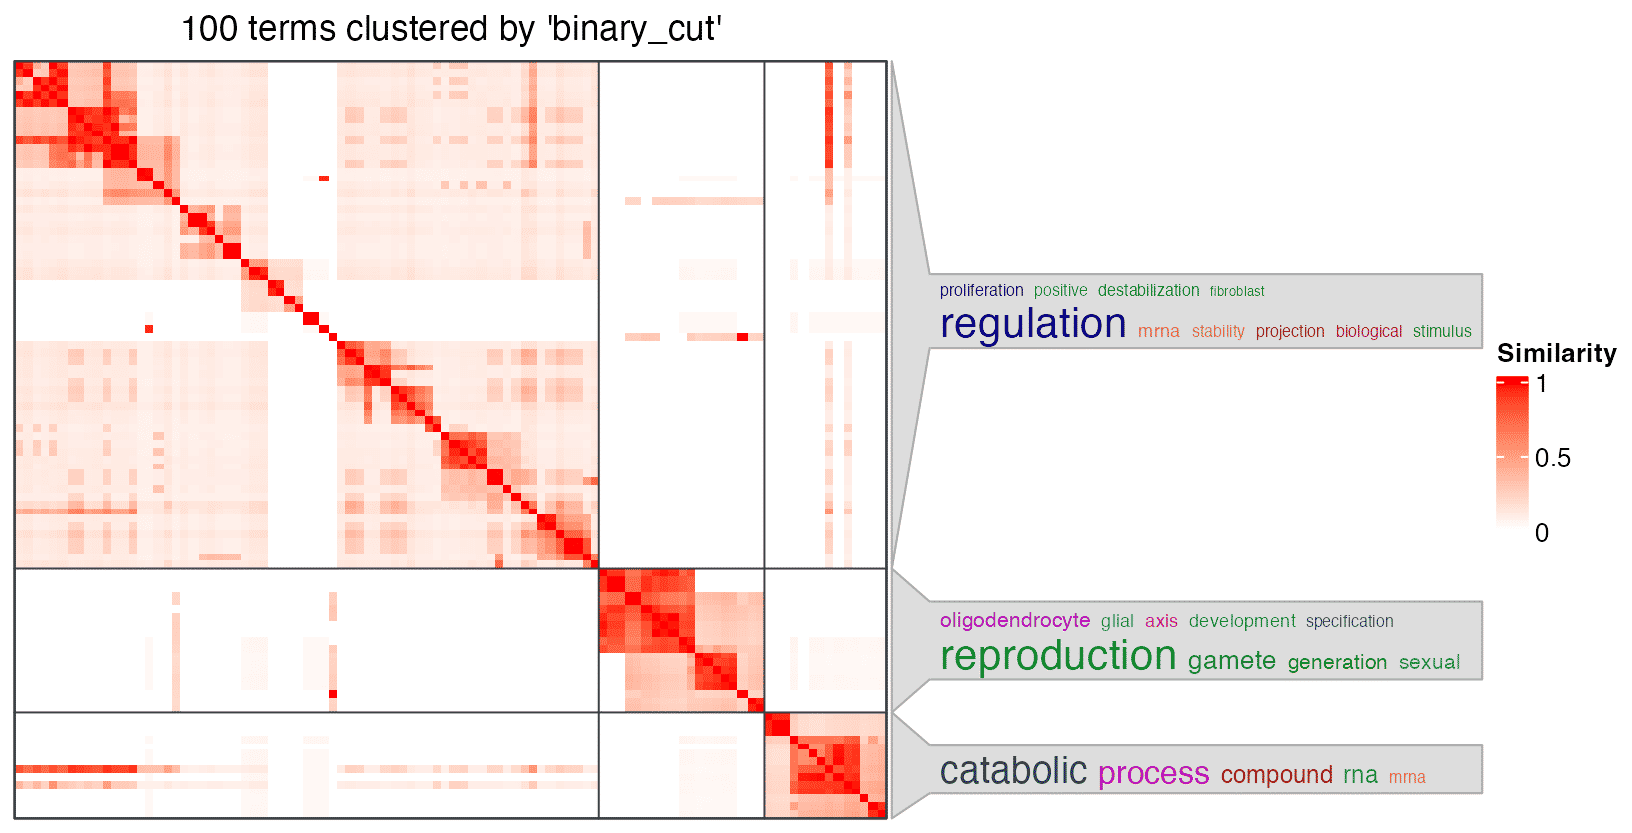 100 terms clustered by 'binary_cut'
proliferation positive destabilization fibroblast
regulation mrna stability projection biological stimulus
Similarity
1
0.5
0
oligodendrocyte glial axis development specification
reproduction gamete generation sexual
catabolic process compound rna mrna